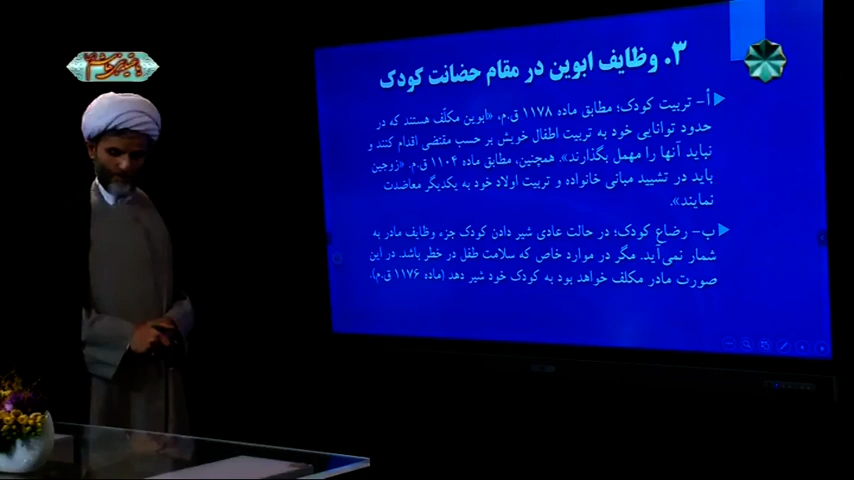 ۳. وظایف ابوین در مقام حضانت کودک
أ- تربیت کودک؛ مطابق ماده ۱۱۷۸ ق.م، «ابوین مکلّف هستند که در
حدود توانایی خود به تربیت اطفال خویش بر حسب مقتضی اقدام کنند و
نباید آنها را مهمل بگذارند». همچنین، مطابق ماده ۱۱۰۴ ق.م. «زوجین
باید در تشیید مبانی خانواده و تربیت اولاد خود به یکدیگر معاضدت
نمایند».
ب- رضاع کودک؛ در حالت عادی شیر دادن کودک جزء وظایف مادر به
شمار نمی‌آید. مگر در موارد خاص که سلامت طفل در خطر باشد. در این
صورت مادر مکلف خواهد بود به کودک خود شیر دهد (ماده ۱۱۷۶ ق.م).